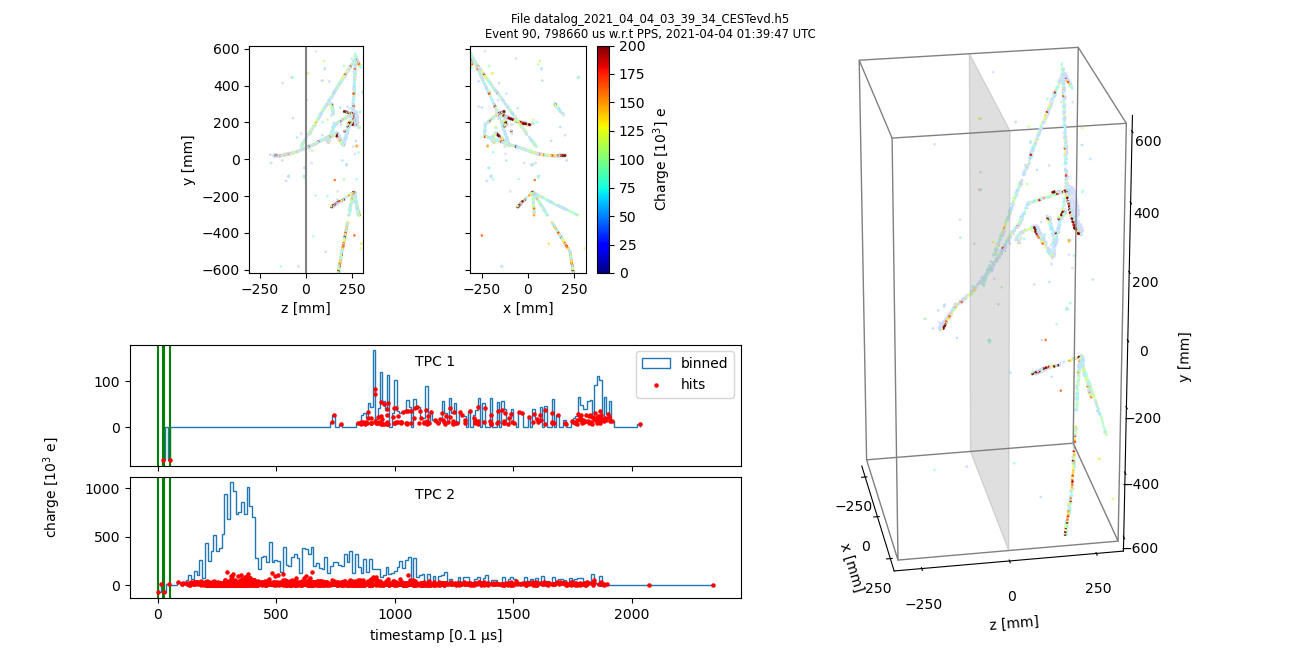 File datalog_2021_04_04_03_39_34_CESTevd.h5
Event 90, 798660 us w.r.t PPS, 2021-04-04 01:39:47 UTC
600
400
200
0
−200
−400
−600
y [mm]
−250 0 250
z [mm]
−250 0 250
x [mm]
200
175
150
125
100
75
50
25
0
Charge [10³] e
TPC 1
binned
hits
100
0
TPC 2
1000
500
0
charge [10³ e]
0 500 1000 1500 2000
timestamp [0.1 µs]
600
400
200
0
−200
−400
−600
y [mm]
−250
0
250
x [mm]
−250
0
250
z [mm]